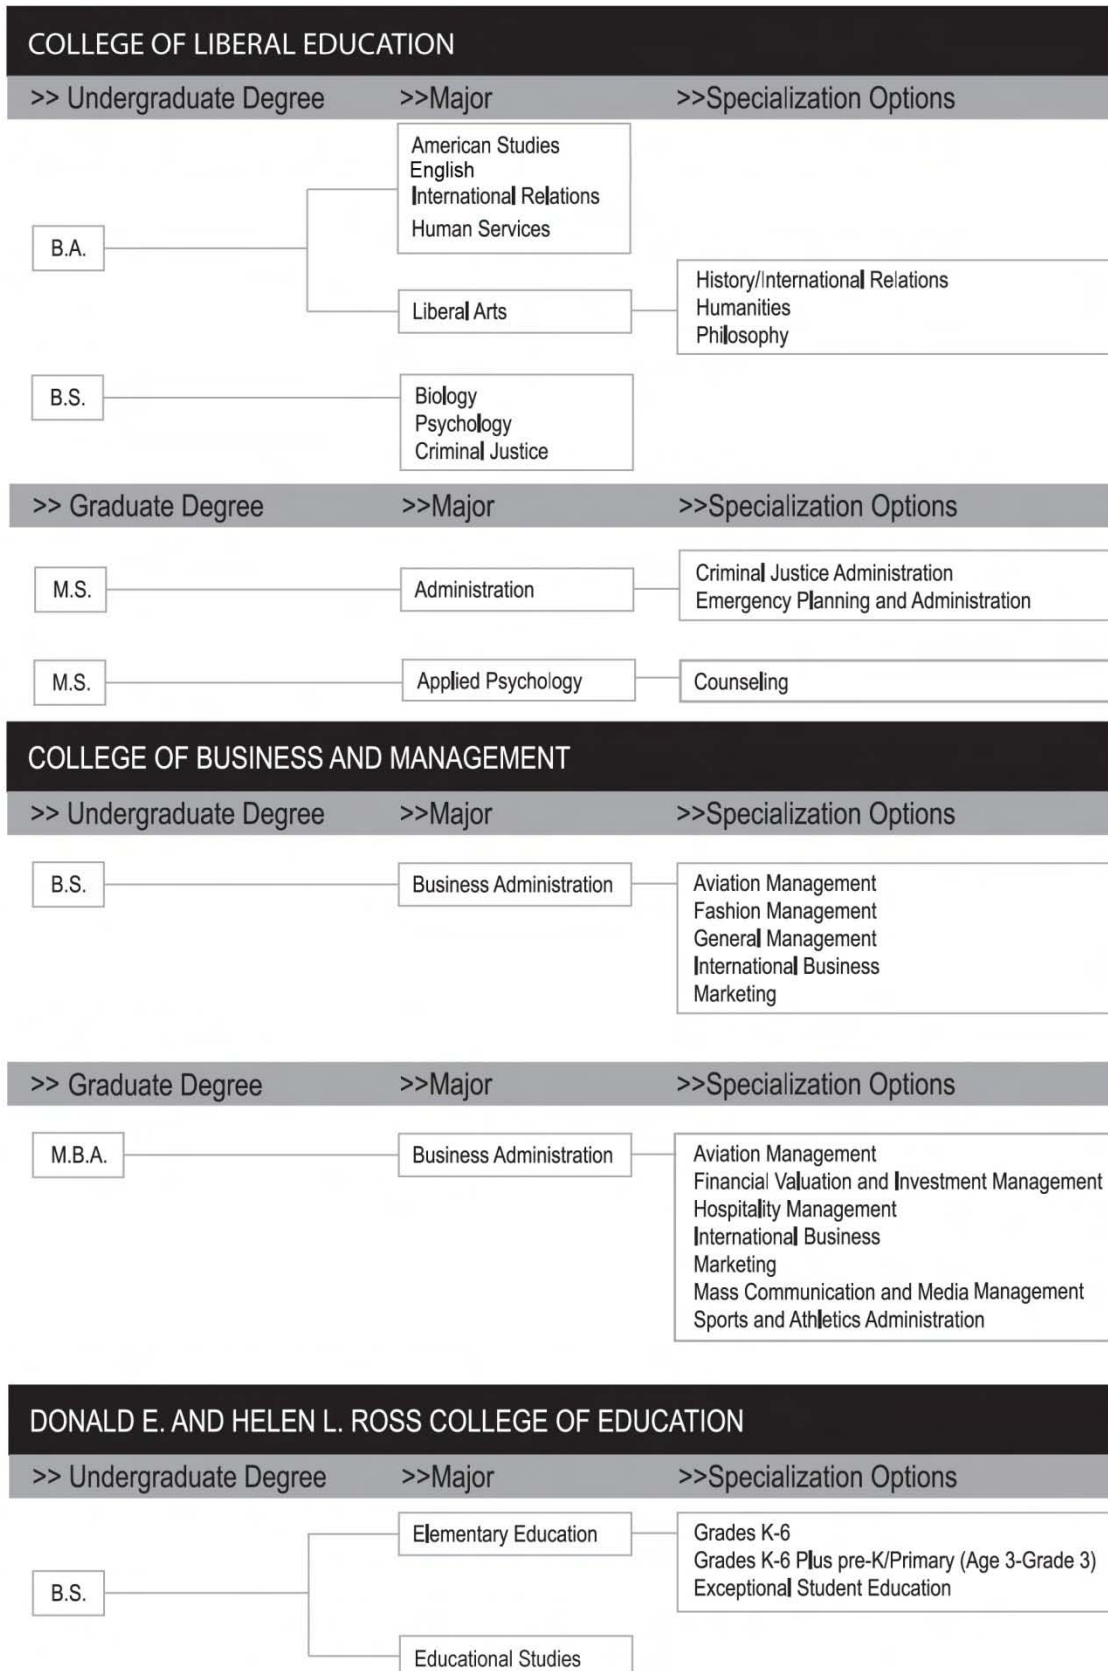 COLLEGE OF LIBERAL EDUCATION
>> Undergraduate Degree >>Major >>Specialization Options
American Studies
English
International Relations
Human Services
B.A.
Liberal Arts
History/International Relations
Humanities
Philosophy
B.S.
Biology
Psychology
Criminal Justice
>> Graduate Degree >>Major >>Specialization Options
M.S.
Administration
Criminal Justice Administration
Emergency Planning and Administration
M.S.
Applied Psychology
Counseling
COLLEGE OF BUSINESS AND MANAGEMENT
>> Undergraduate Degree >>Major >>Specialization Options
B.S.
Business Administration
Aviation Management
Fashion Management
General Management
International Business
Marketing
>> Graduate Degree >>Major >>Specialization Options
M.B.A.
Business Administration
Aviation Management
Financial Valuation and Investment Management
Hospitality Management
International Business
Marketing
Mass Communication and Media Management
Sports and Athletics Administration
DONALD E. AND HELEN L. ROSS COLLEGE OF EDUCATION
>> Undergraduate Degree >>Major >>Specialization Options
B.S.
Elementary Education
Grades K-6
Grades K-6 Plus pre-K/Primary (Age 3-Grade 3)
Exceptional Student Education
Educational Studies